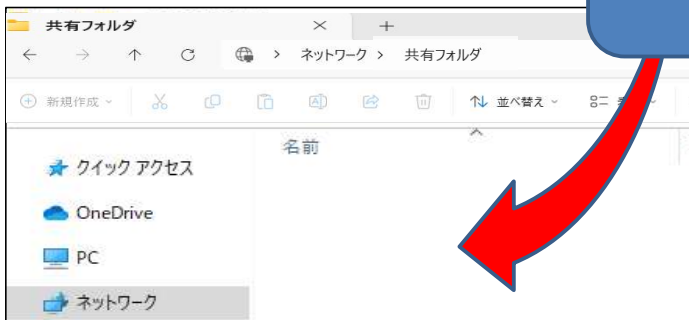 共有フォルダ
ネットワーク > 共有フォルダ
新規作成
並べ替え
名前
クイック アクセス
OneDrive
PC
ネットワーク